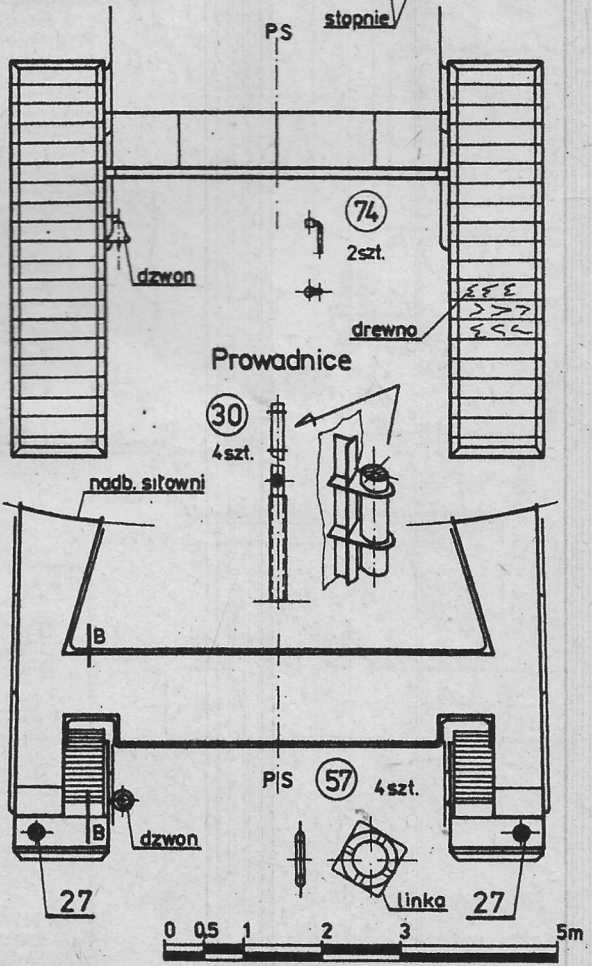 stopnie
PS
74
2szt.
dzwon
drewno
Prowadnice
30
4szt.
nadb. siłowni
B
PS
57
4szt.
B
dzwon
27
linka
27
0 0.5 1 2 3 5m